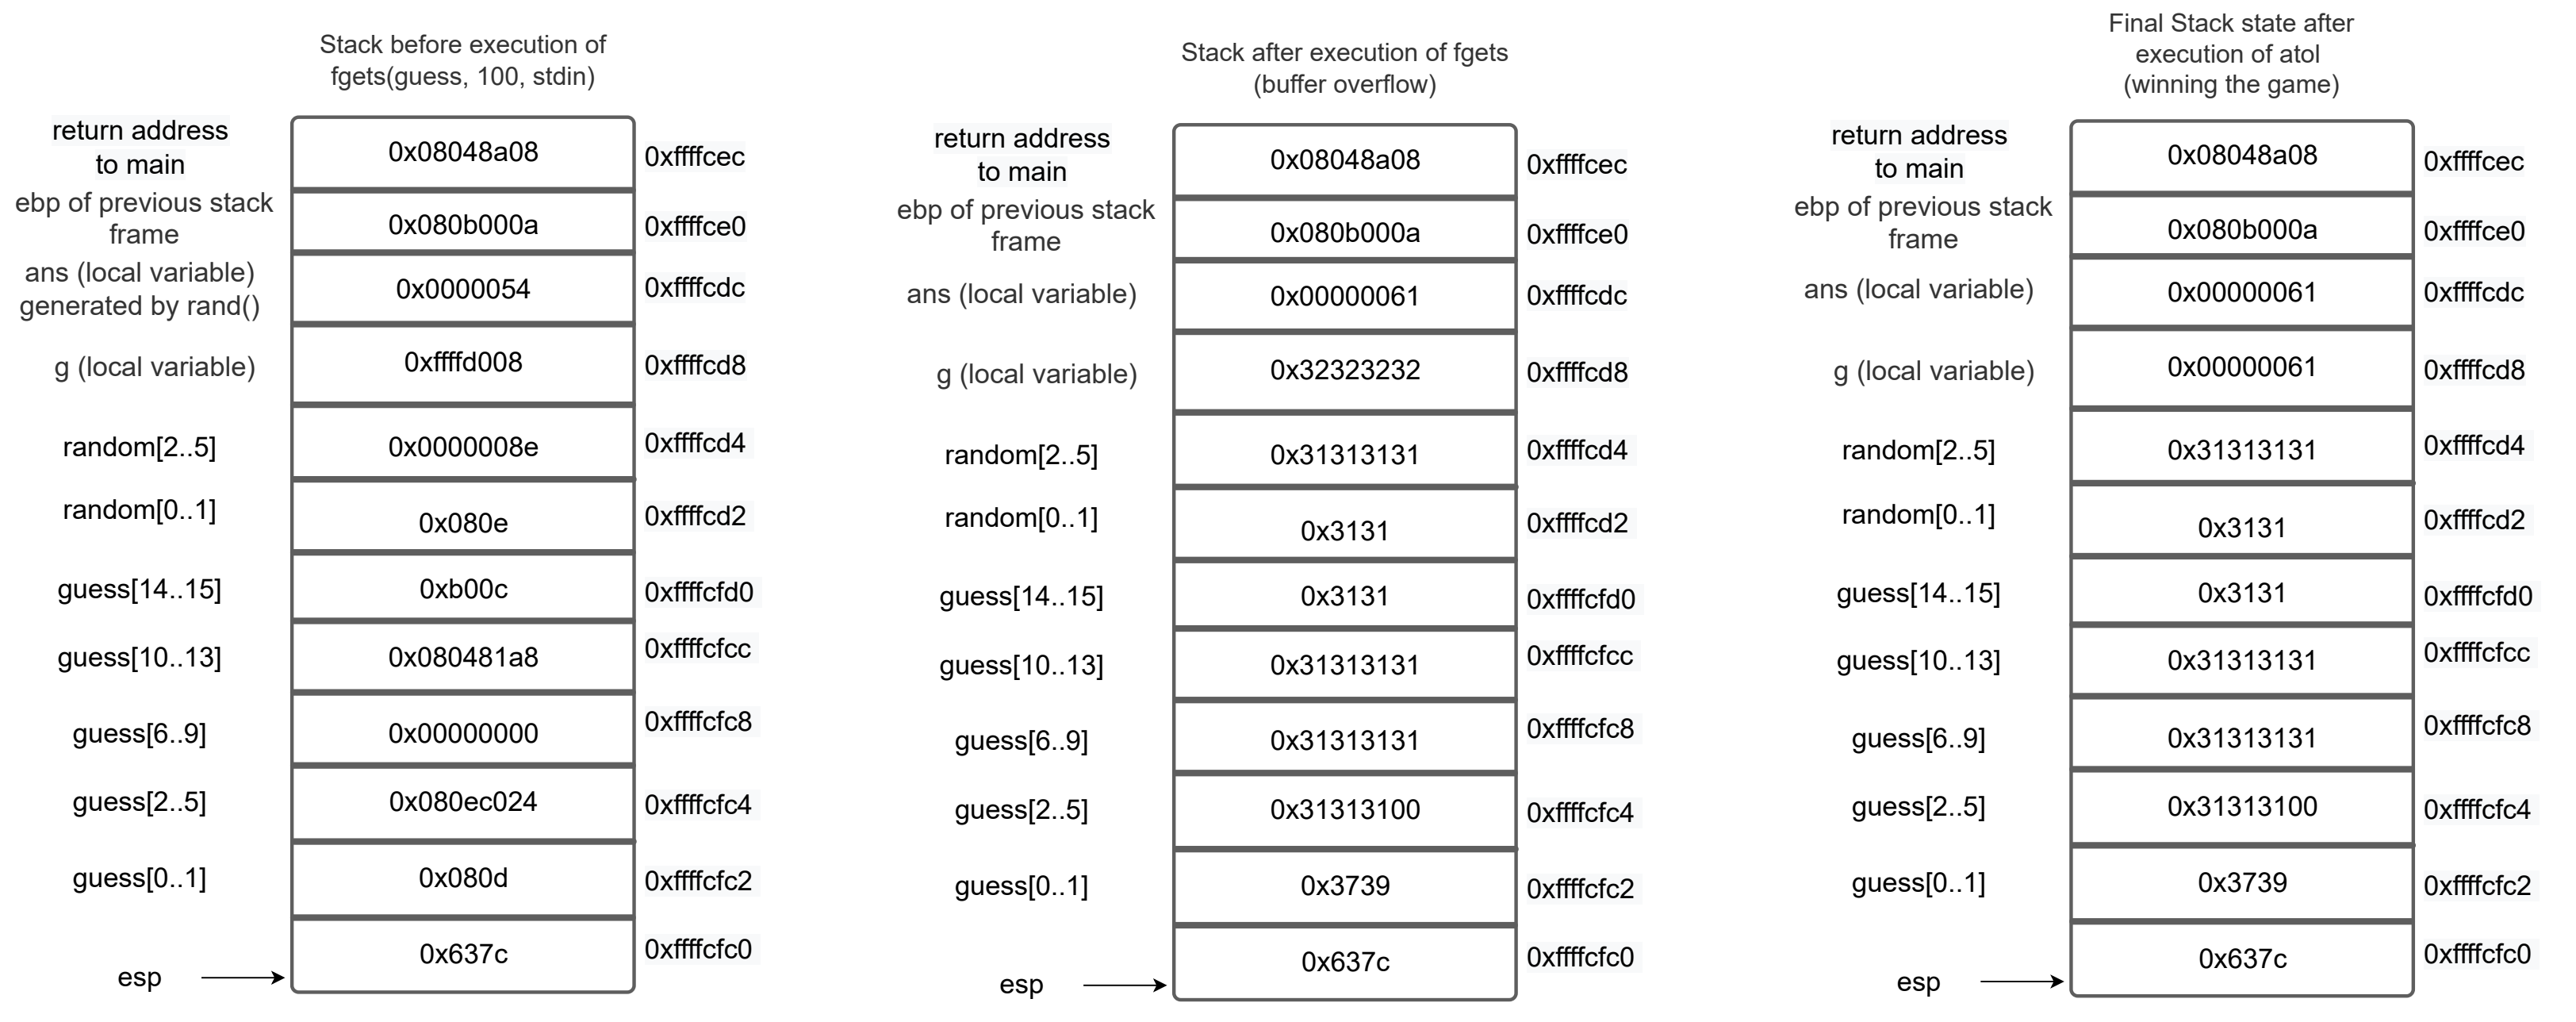 Stack before execution of
fgets(guess, 100, stdin)
return address
to main
0x08048a08
0xffffcec
ebp of previous stack
frame
0x080b000a
0xffffce0
ans (local variable)
generated by rand()
0x0000054
0xffffcdc
g (local variable)
0xffffd008
0xffffcd8
random[2..5]
0x0000008e
0xffffcd4
random[0..1]
0x080e
0xffffcd2
guess[14..15]
0xb00c
0xffffcfd0
guess[10..13]
0x080481a8
0xffffcfcc
guess[6..9]
0x00000000
0xffffcfc8
guess[2..5]
0x080ec024
0xffffcfc4
guess[0..1]
0x080d
0xffffcfc2
0x637c
0xffffcfc0
esp
Stack after execution of fgets
(buffer overflow)
return address
to main
0x08048a08
0xffffcec
ebp of previous stack
frame
0x080b000a
0xffffce0
ans (local variable)
0x00000061
0xffffcdc
g (local variable)
0x32323232
0xffffcd8
random[2..5]
0x31313131
0xffffcd4
random[0..1]
0x3131
0xffffcd2
guess[14..15]
0x3131
0xffffcfd0
guess[10..13]
0x31313131
0xffffcfcc
guess[6..9]
0x31313131
0xffffcfc8
guess[2..5]
0x31313100
0xffffcfc4
guess[0..1]
0x3739
0xffffcfc2
0x637c
0xffffcfc0
esp
Final Stack state after
execution of atol
(winning the game)
return address
to main
0x08048a08
0xffffcec
ebp of previous stack
frame
0x080b000a
0xffffce0
ans (local variable)
0x00000061
0xffffcdc
g (local variable)
0x00000061
0xffffcd8
random[2..5]
0x31313131
0xffffcd4
random[0..1]
0x3131
0xffffcd2
guess[14..15]
0x3131
0xffffcfd0
guess[10..13]
0x31313131
0xffffcfcc
guess[6..9]
0x31313131
0xffffcfc8
guess[2..5]
0x31313100
0xffffcfc4
guess[0..1]
0x3739
0xffffcfc2
0x637c
0xffffcfc0
esp